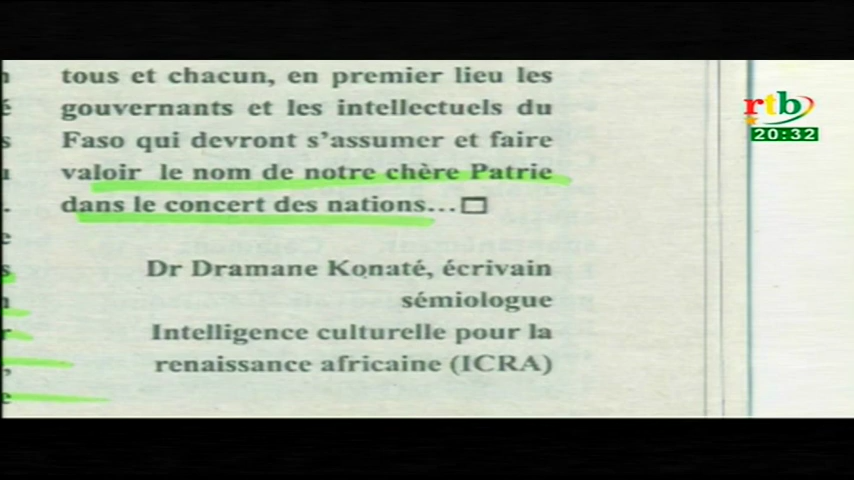 tous et chacun, en premier lieu les
gouvernants et les intellectuels du
Faso qui devront s'assumer et faire
valoir le nom de notre chère Patrie
dans le concert des nations...
Dr Dramane Konaté, écrivain
sémiologue
Intelligence culturelle pour la
renaissance africaine (ICRA)
rtb
20:32